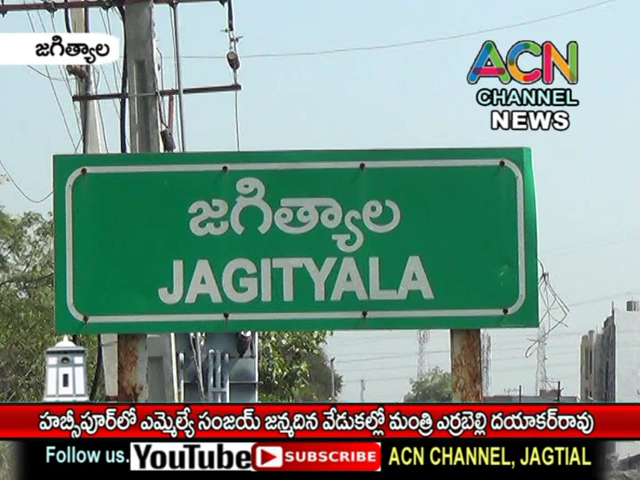 జగిత్యాల
ACN
CHANNEL
NEWS
జగిత్యాల
JAGITYALA
హబ్సీపూర్‌లో ఎమ్మెల్యే సంజయ్ జన్మదిన వేడుకల్లో మంత్రి ఎర్రబెల్లి దయాకర్‌రావు
Follow us. YouTube SUBSCRIBE ACN CHANNEL, JAGTIAL